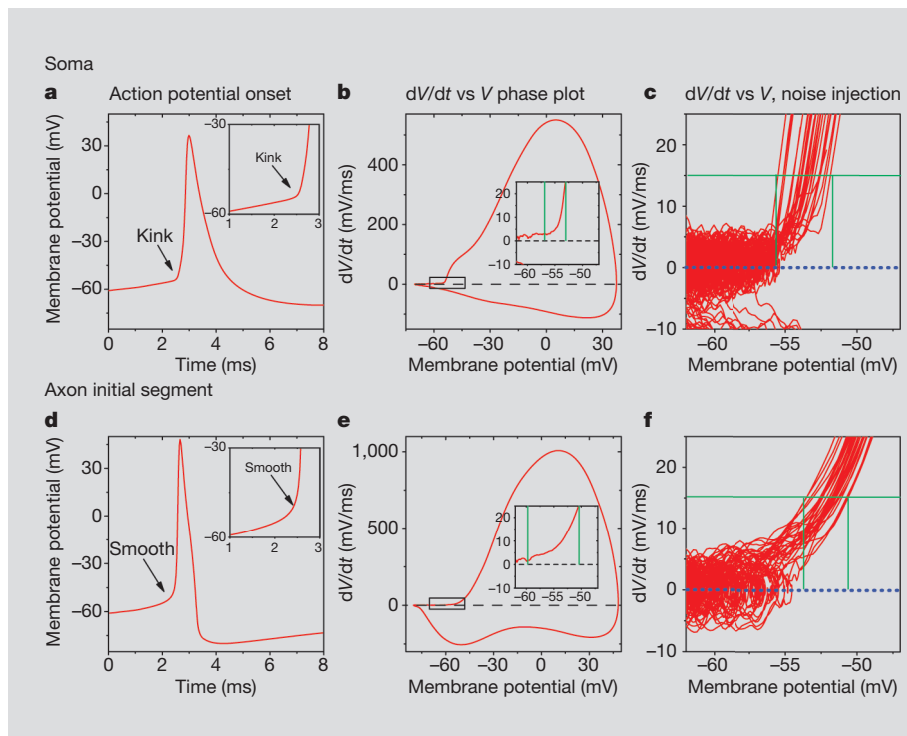 Soma
a Action potential onset
Membrane potential (mV)
30
0
−30
−60
Kink
−30
−60
Kink
1 2 3
0 2 4 6 8
Time (ms)
b dV/dt vs V phase plot
dV/dt (mV/ms)
400
200
0
20
10
0
−10
−60 −55 −50
−60 −30 0 30
Membrane potential (mV)
c dV/dt vs V, noise injection
dV/dt (mV/ms)
20
10
0
−10
−60 −55 −50
Membrane potential (mV)
Axon initial segment
d
Membrane potential (mV)
30
0
−30
−60
Smooth
−30
−60
Smooth
1 2 3
0 2 4 6 8
Time (ms)
e
dV/dt (mV/ms)
1,000
500
0
20
10
0
−10
−60 −55 −50
−60 −30 0 30
Membrane potential (mV)
f
dV/dt (mV/ms)
20
10
0
−10
−60 −55 −50
Membrane potential (mV)